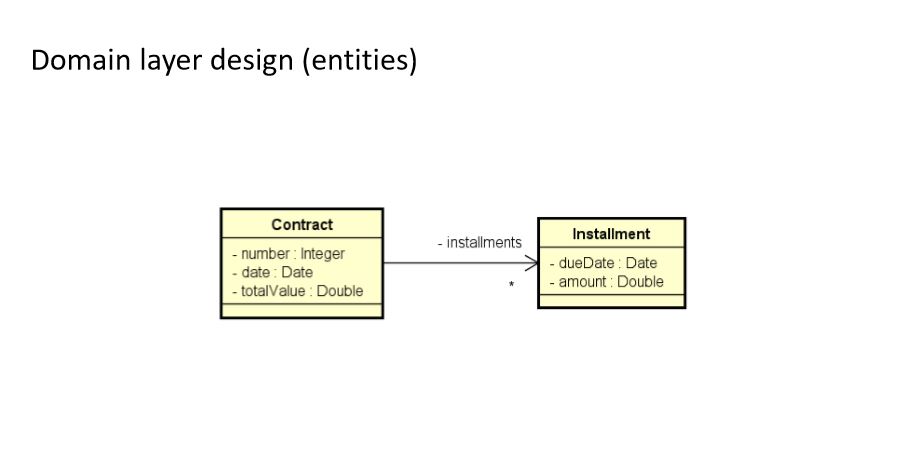 Domain layer design (entities)
Contract
- number : Integer
- date : Date
- totalValue : Double
- installments
*
Installment
- dueDate : Date
- amount : Double